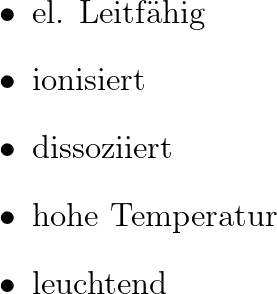 • el. Leitfähig
• ionisiert
• dissoziiert
• hohe Temperatur
• leuchtend